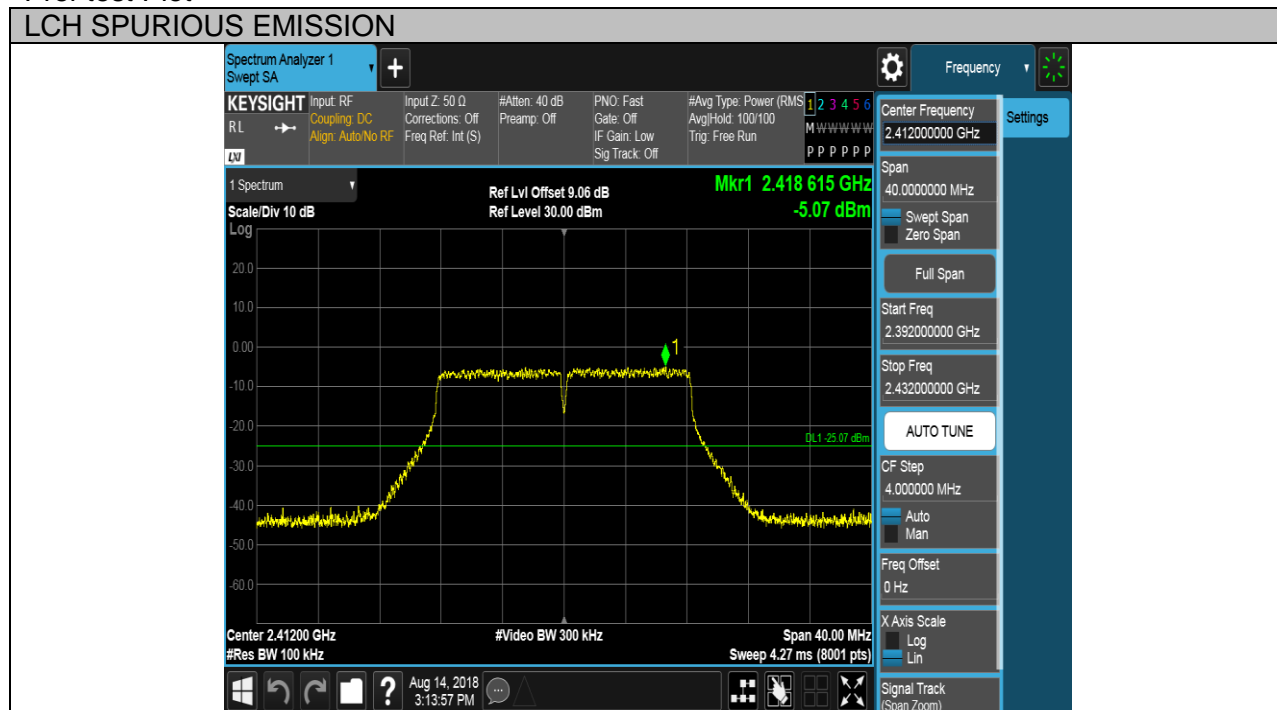 LCH SPURIOUS EMISSION
Spectrum Analyzer 1
Swept SA
Frequency
KEYSIGHT
RL
LXI
Input: RF
Coupling: DC
Align: Auto/No RF
Input Z: 50 Ω
Corrections: Off
Freq Ref: Int (S)
#Atten: 40 dB
Preamp: Off
PNO: Fast
Gate: Off
IF Gain: Low
Sig Track: Off
#Avg Type: Power (RMS
Avg|Hold: 100/100
Trig: Free Run
1 2 3 4 5 6
M W W W W W
P P P P P P
1 Spectrum
Scale/Div 10 dB
Log
Ref Lvl Offset 9.06 dB
Ref Level 30.00 dBm
Mkr1 2.418 615 GHz
-5.07 dBm
20.0
10.0
0.00
-10.0
-20.0
-30.0
-40.0
-50.0
-60.0
1
DL1 -25.07 dBm
Center 2.41200 GHz
#Res BW 100 kHz
#Video BW 300 kHz
Span 40.00 MHz
Sweep 4.27 ms (8001 pts)
Aug 14, 2018
3:13:57 PM
Center Frequency
2.412000000 GHz
Settings
Span
40.0000000 MHz
Swept Span
Zero Span
Full Span
Start Freq
2.392000000 GHz
Stop Freq
2.432000000 GHz
AUTO TUNE
CF Step
4.000000 MHz
Auto
Man
Freq Offset
0 Hz
X Axis Scale
Log
Lin
Signal Track
(Span Zoom)